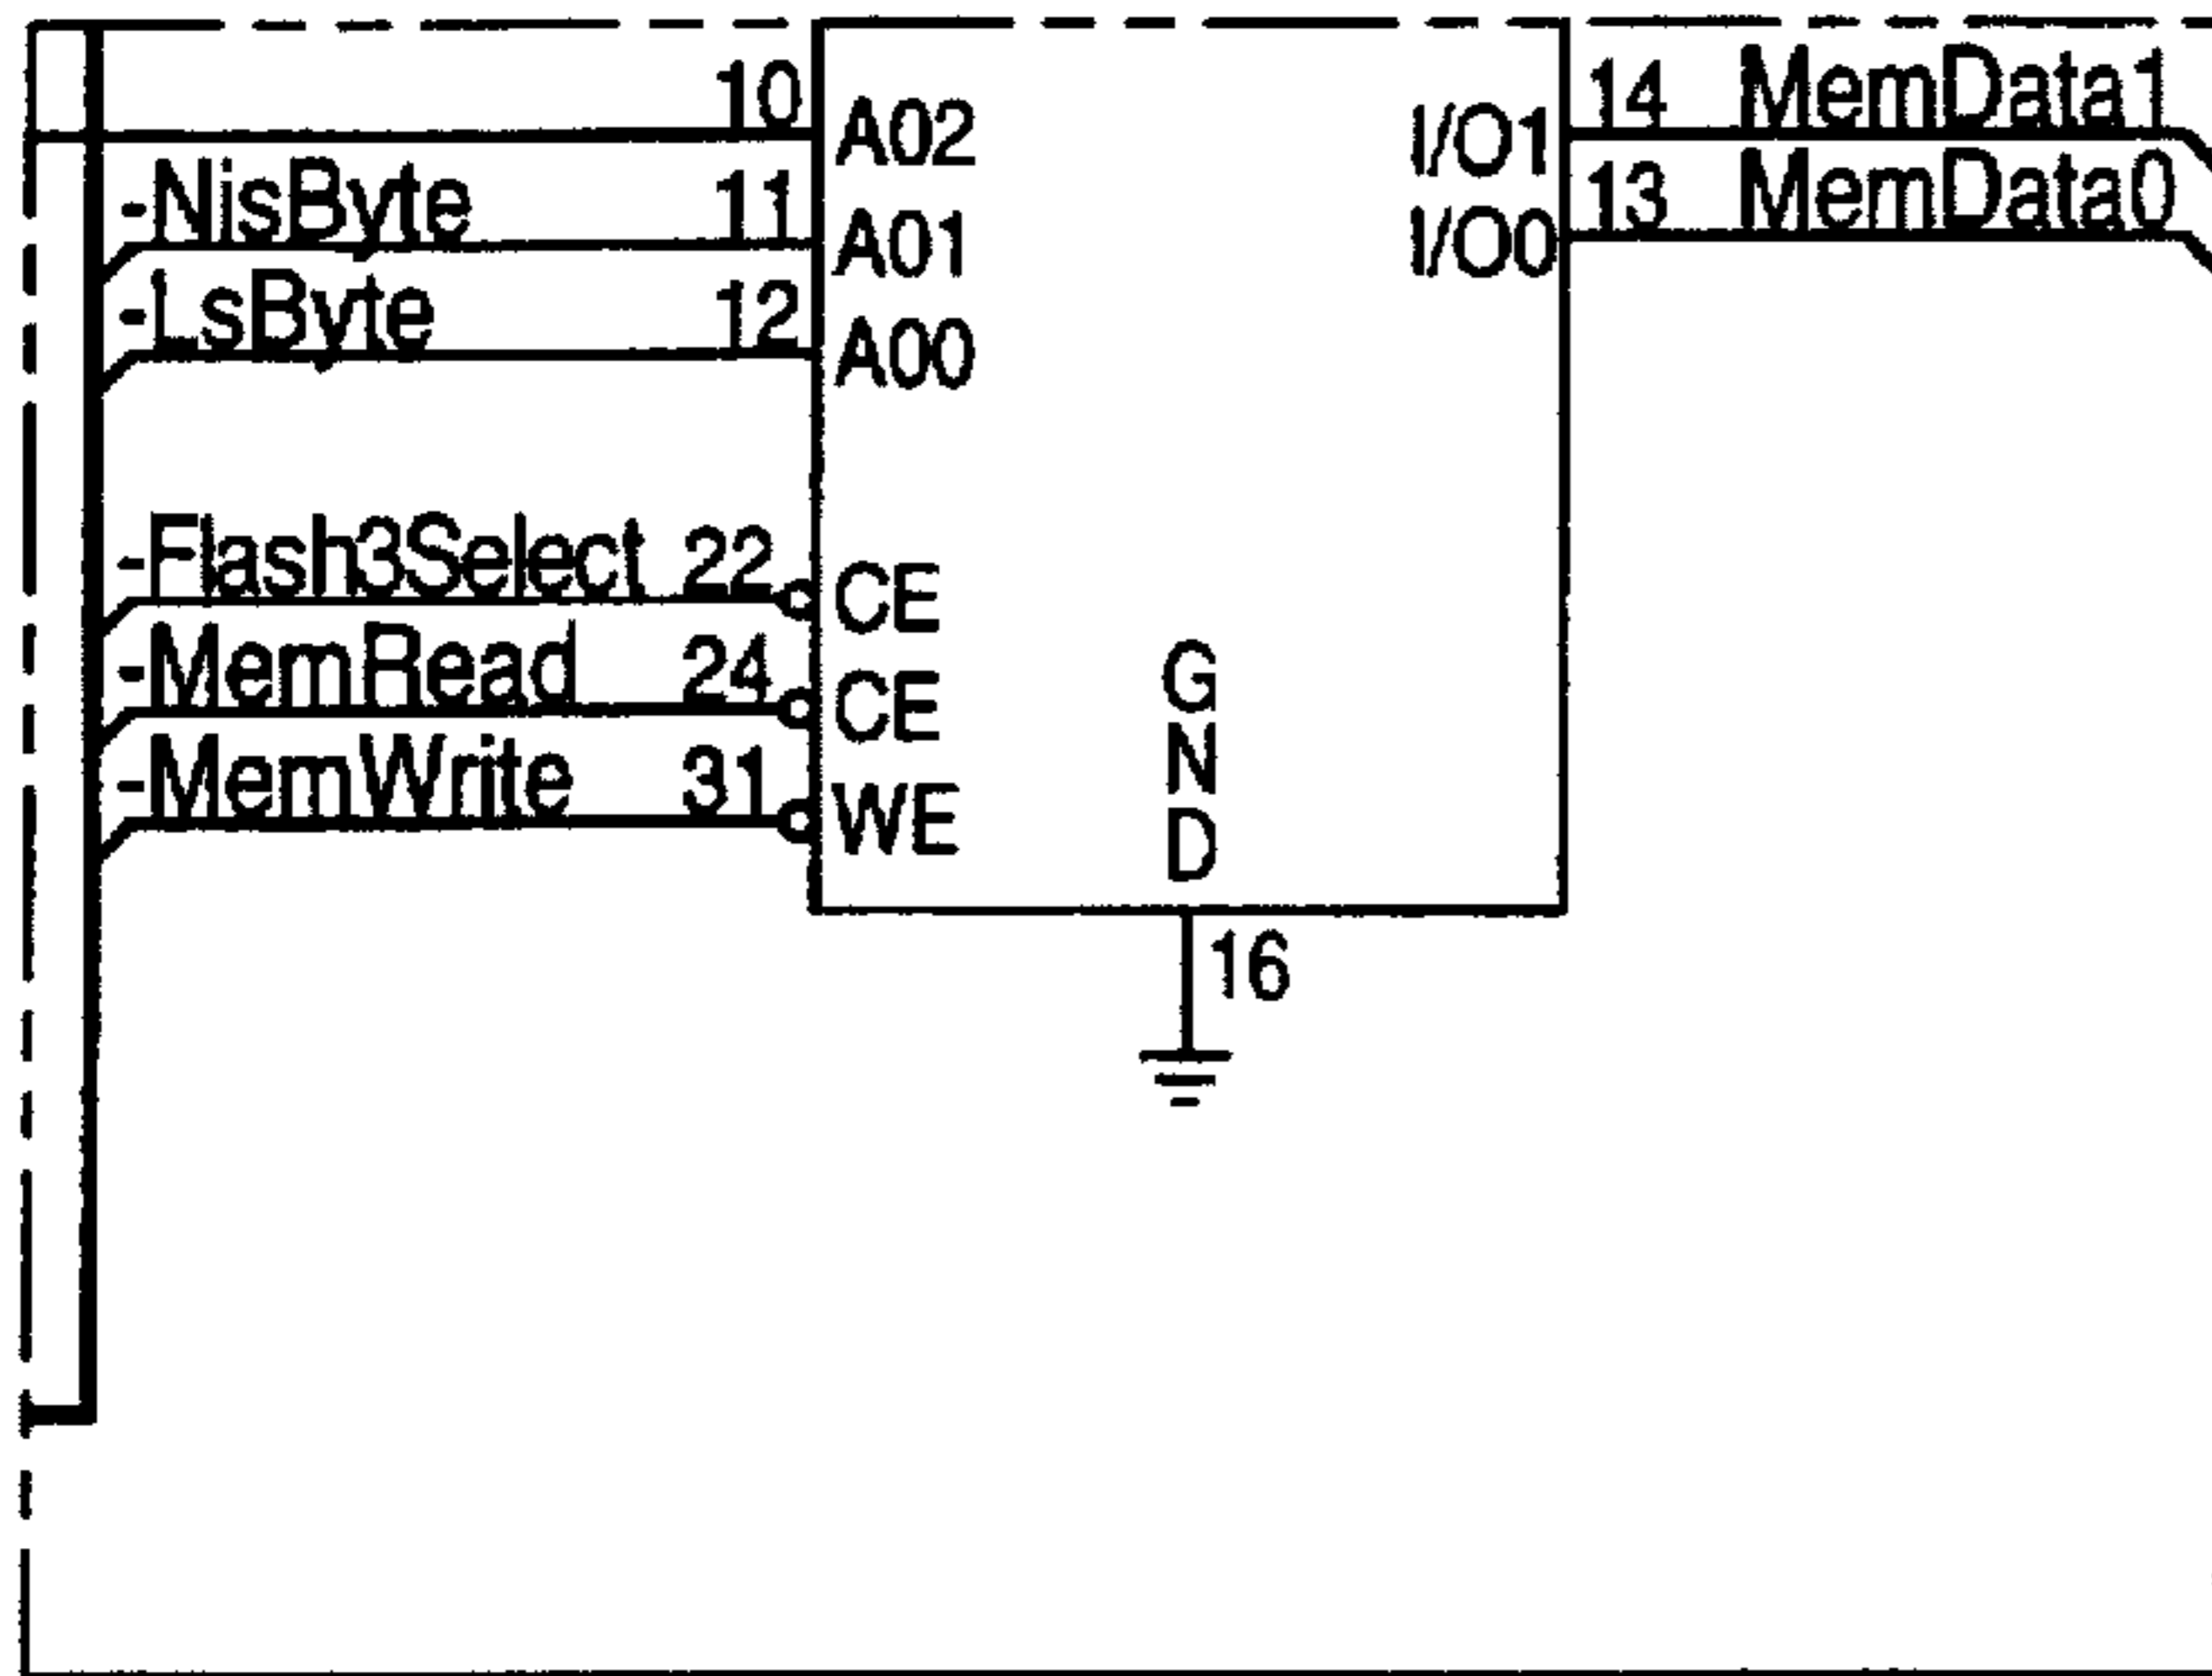 10 A02 I/O1 14 MemData1
-NisByte 11 A01 I/O0 13 MemData0
-LsByte 12 A00
-Flash3Select 22 CE
-MemRead 24 CE
-MemWrite 31 WE
GND
16